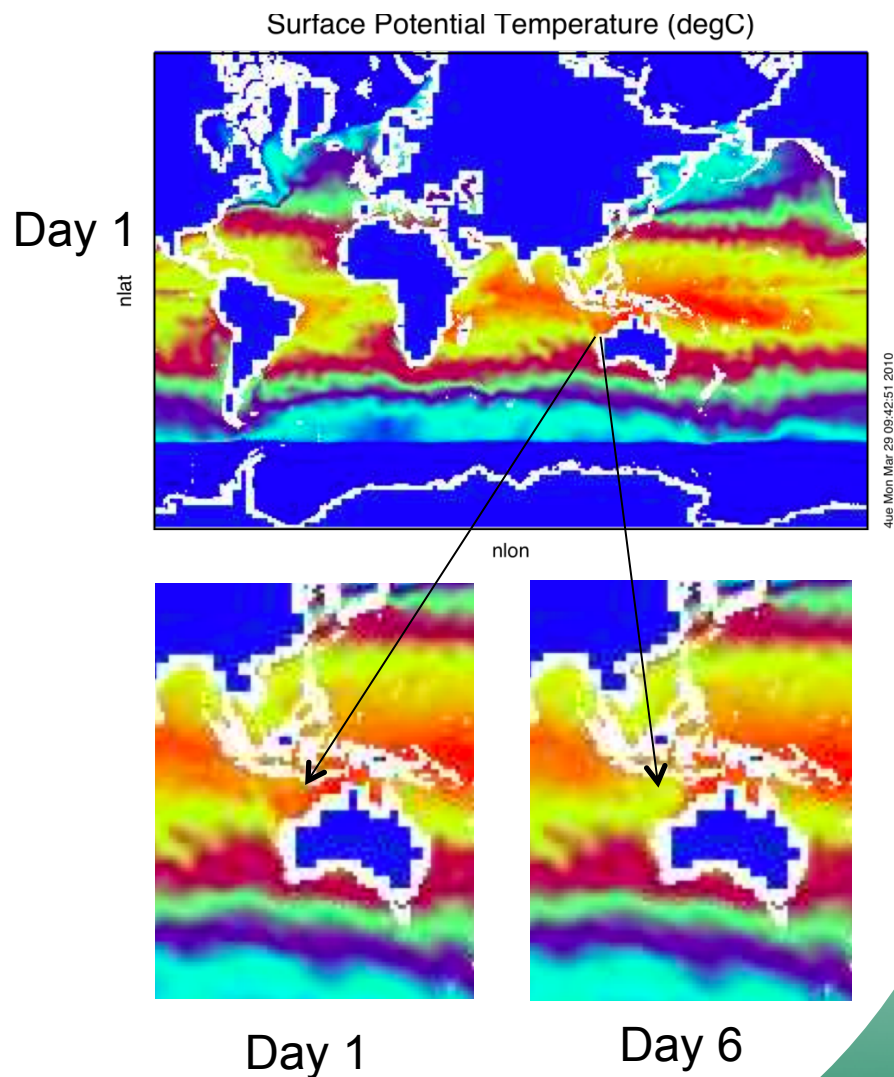 Surface Potential Temperature (degC)
Day 1
nlat
4ue Mon Mar 29 09:42:51 2010
nlon
Day 1
Day 6